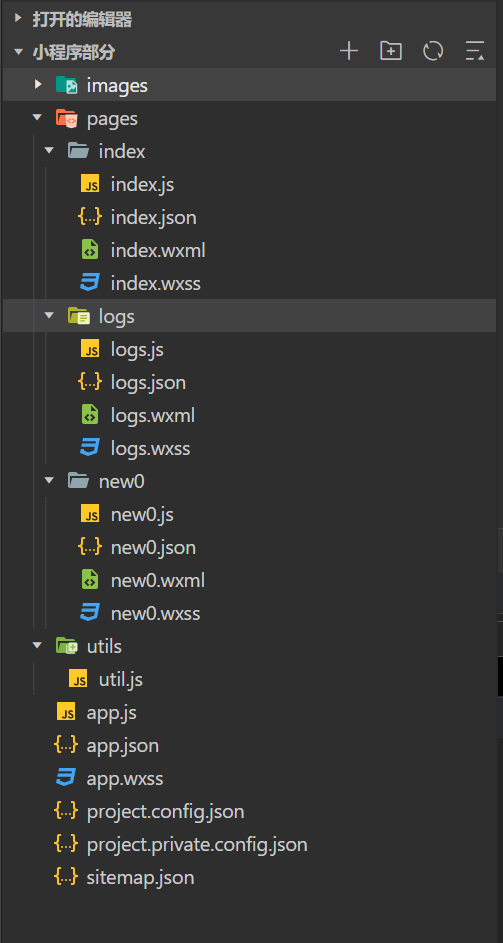 打开的编辑器
小程序部分
images
pages
index
JS index.js
{..} index.json
index.wxml
index.wxss
logs
JS logs.js
{..} logs.json
logs.wxml
logs.wxss
new0
JS new0.js
{..} new0.json
new0.wxml
new0.wxss
utils
JS util.js
JS app.js
{..} app.json
app.wxss
{..} project.config.json
{..} project.private.config.json
{..} sitemap.json